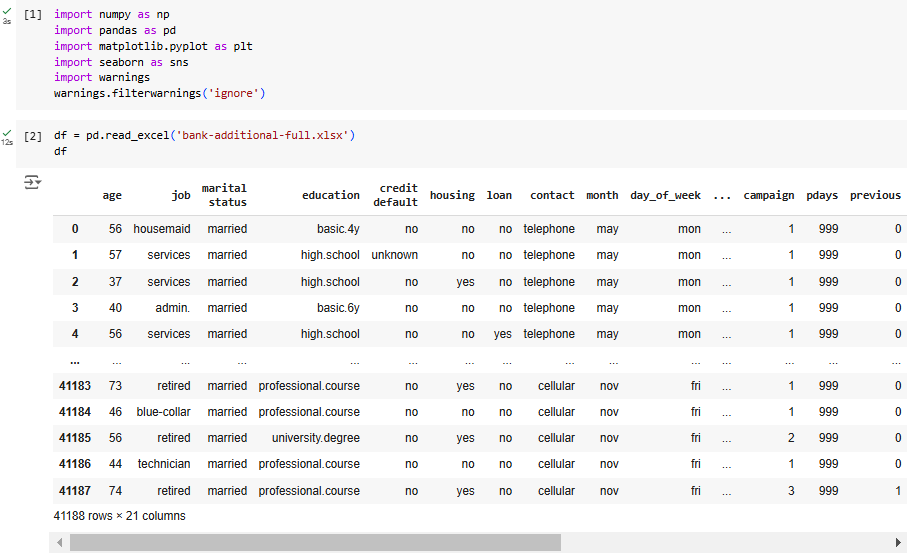 [1] import numpy as np
import pandas as pd
import matplotlib.pyplot as plt
import seaborn as sns
import warnings
warnings.filterwarnings('ignore')
3s
[2] df = pd.read_excel('bank-additional-full.xlsx')
df
12s
age job marital status education credit default housing loan contact month day_of_week ... campaign pdays previous
0 56 housemaid married basic.4y no no no telephone may mon ... 1 999 0
1 57 services married high.school unknown no no telephone may mon ... 1 999 0
2 37 services married high.school no yes no telephone may mon ... 1 999 0
3 40 admin. married basic.6y no no no telephone may mon ... 1 999 0
4 56 services married high.school no no yes telephone may mon ... 1 999 0
... ... ... ... ... ... ... ... ... ... ... ... ... ... ...
41183 73 retired married professional.course no yes no cellular nov fri ... 1 999 0
41184 46 blue-collar married professional.course no no no cellular nov fri ... 1 999 0
41185 56 retired married university.degree no yes no cellular nov fri ... 2 999 0
41186 44 technician married professional.course no no no cellular nov fri ... 1 999 0
41187 74 retired married professional.course no yes no cellular nov fri ... 3 999 1
41188 rows × 21 columns